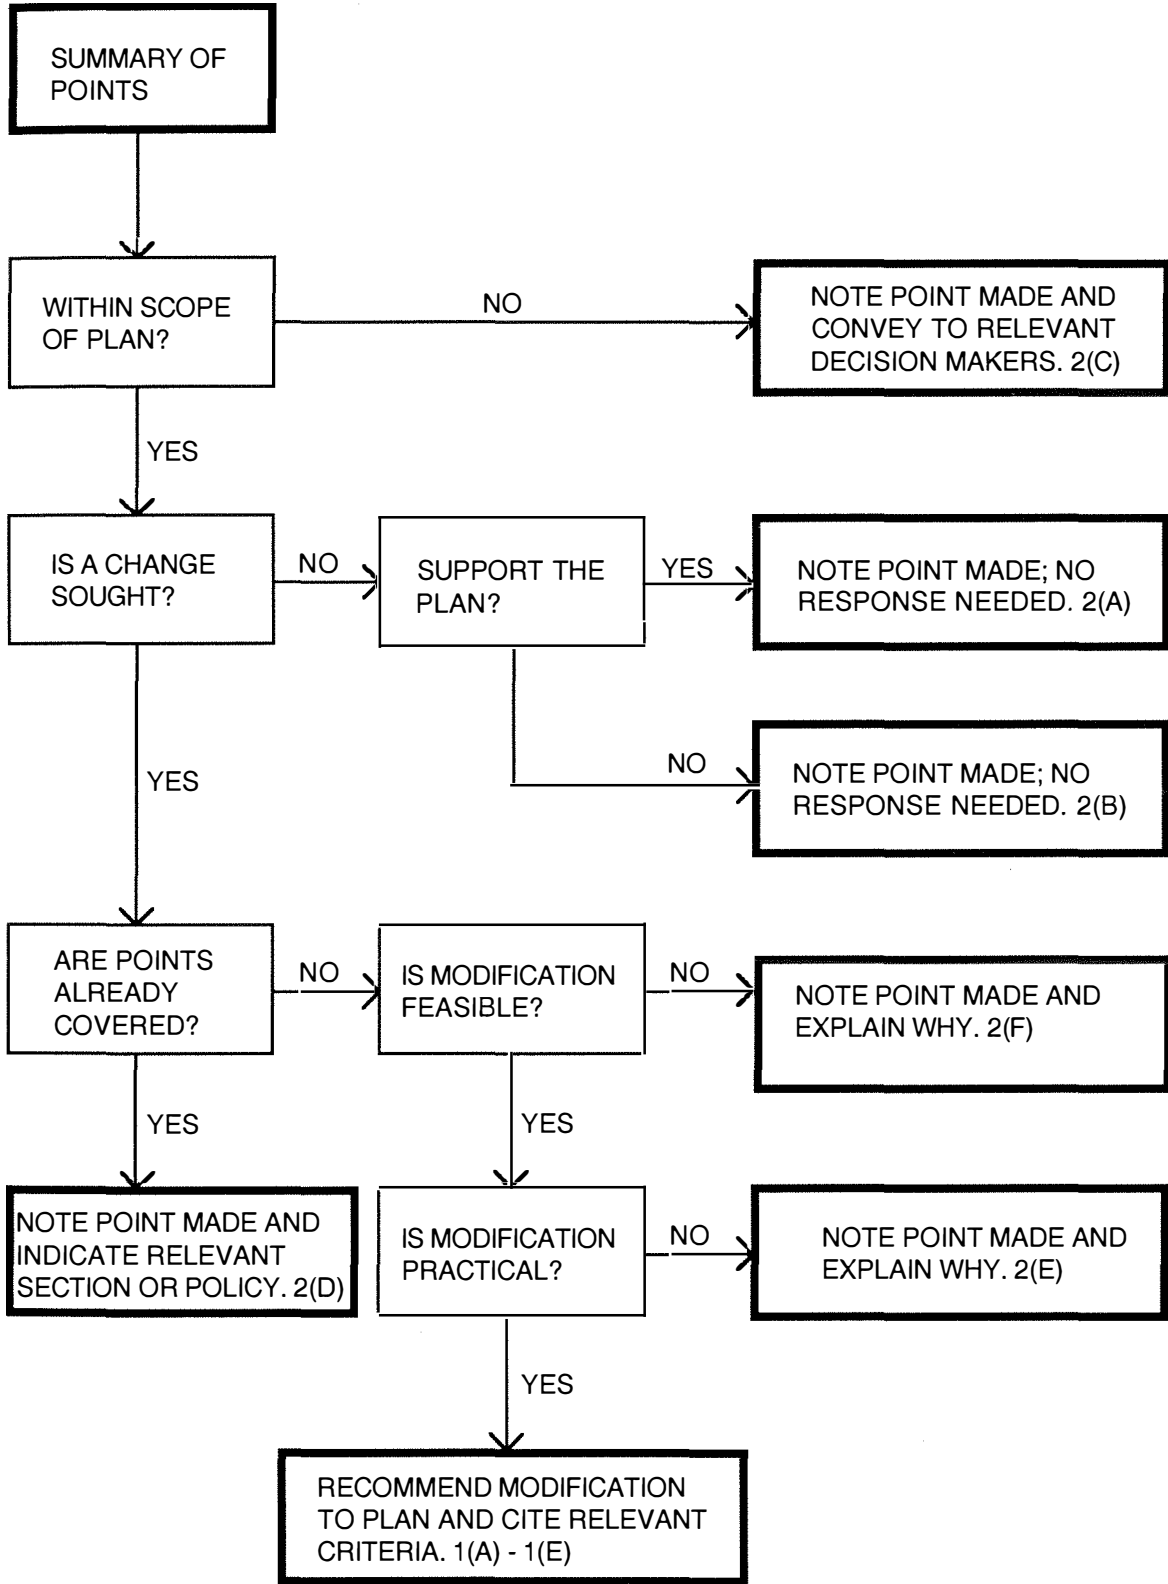 SUMMARY OF
POINTS
WITHIN SCOPE
OF PLAN?
NO
NOTE POINT MADE AND
CONVEY TO RELEVANT
DECISION MAKERS. 2(C)
YES
IS A CHANGE
SOUGHT?
NO
SUPPORT THE
PLAN?
YES
NOTE POINT MADE; NO
RESPONSE NEEDED. 2(A)
NO
NOTE POINT MADE; NO
RESPONSE NEEDED. 2(B)
YES
ARE POINTS
ALREADY
COVERED?
NO
IS MODIFICATION
FEASIBLE?
NO
NOTE POINT MADE AND
EXPLAIN WHY. 2(F)
YES
YES
NOTE POINT MADE AND
INDICATE RELEVANT
SECTION OR POLICY. 2(D)
IS MODIFICATION
PRACTICAL?
NO
NOTE POINT MADE AND
EXPLAIN WHY. 2(E)
YES
RECOMMEND MODIFICATION
TO PLAN AND CITE RELEVANT
CRITERIA. 1(A) - 1(E)